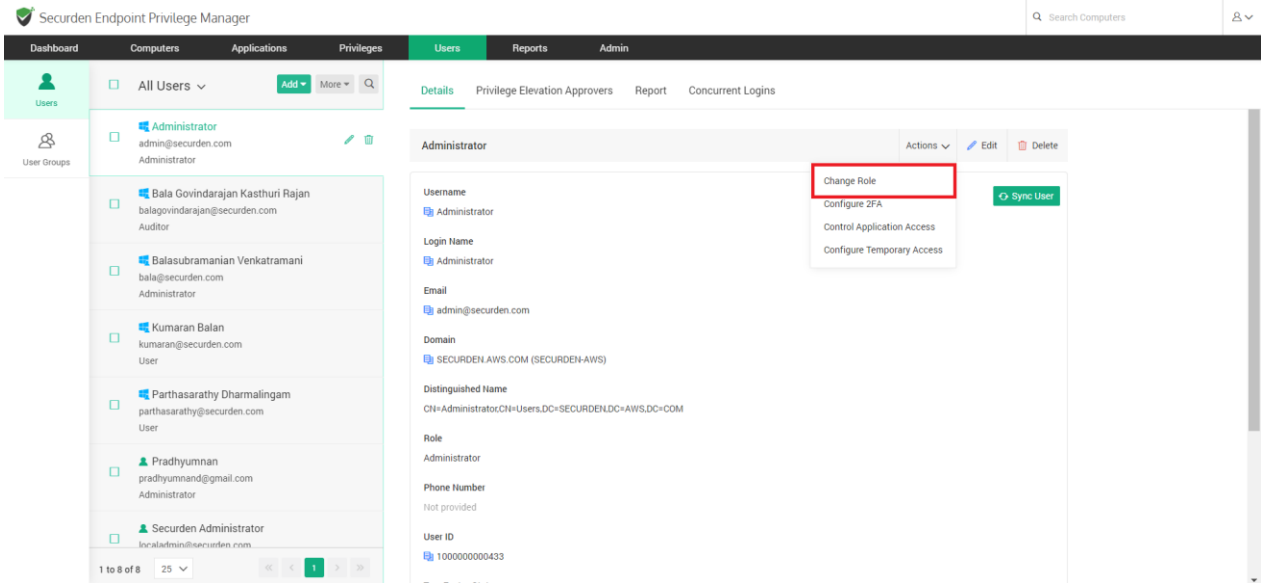 Securden Endpoint Privilege Manager
Search Computers
Dashboard Computers Applications Privileges Users Reports Admin
Users
User Groups
All Users
Add More
Administrator
admin@securden.com
Administrator
Bala Govindarajan Kasthuri Rajan
balagovindarajan@securden.com
Auditor
Balasubramanian Venkatramani
bala@securden.com
Administrator
Kumaran Balan
kumaran@securden.com
User
Parthasarathy Dharmalingam
parthasarathy@securden.com
User
Pradhyumnan
pradhyumnand@gmail.com
Administrator
Securden Administrator
localadmin@securden.com
1 to 8 of 8 25 « < 1 > »
Details Privilege Elevation Approvers Report Concurrent Logins
Administrator Actions Edit Delete
Change Role
Configure 2FA
Control Application Access
Configure Temporary Access
Sync User
Username
Administrator
Login Name
Administrator
Email
admin@securden.com
Domain
SECURDEN.AWS.COM (SECURDEN-AWS)
Distinguished Name
CN=Administrator,CN=Users,DC=SECURDEN,DC=AWS,DC=COM
Role
Administrator
Phone Number
Not provided
User ID
1000000000433